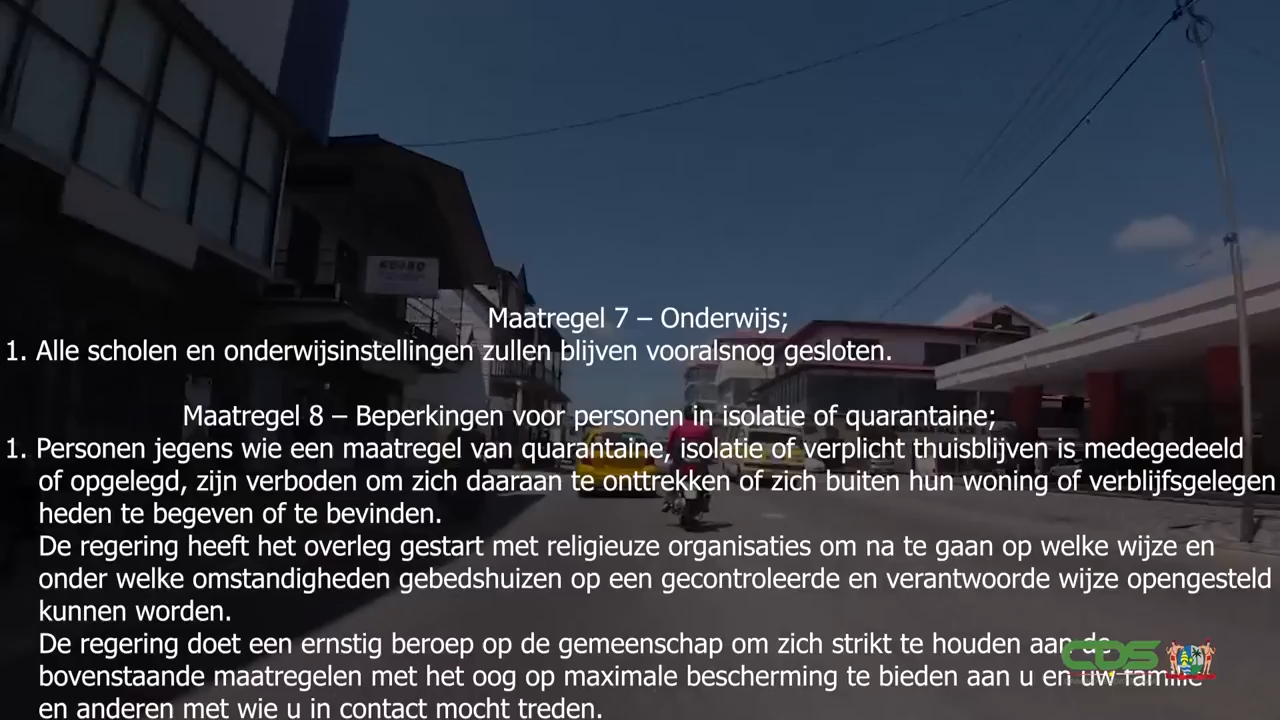 Maatregel 7 – Onderwijs;
1. Alle scholen en onderwijsinstellingen zullen blijven vooralsnog gesloten.
Maatregel 8 – Beperkingen voor personen in isolatie of quarantaine;
1. Personen jegens wie een maatregel van quarantaine, isolatie of verplicht thuisblijven is medegedeeld
of opgelegd, zijn verboden om zich daaraan te onttrekken of zich buiten hun woning of verblijfsgelegen
heden te begeven of te bevinden.
De regering heeft het overleg gestart met religieuze organisaties om na te gaan op welke wijze en
onder welke omstandigheden gebedshuizen op een gecontroleerde en verantwoorde wijze opengesteld
kunnen worden.
De regering doet een ernstig beroep op de gemeenschap om zich strikt te houden aan de
bovenstaande maatregelen met het oog op maximale bescherming te bieden aan u en uw familie
en anderen met wie u in contact mocht treden.
CDS